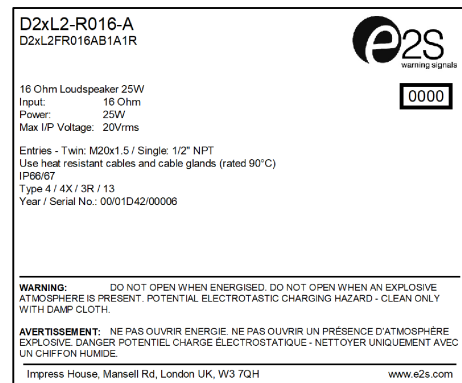 D2xL2-R016-A
D2xL2FR016AB1A1R
e2S
warning signals
0000
16 Ohm Loudspeaker 25W
Input: 16 Ohm
Power: 25W
Max I/P Voltage: 20Vrms
Entries - Twin: M20x1.5 / Single: 1/2" NPT
Use heat resistant cables and cable glands (rated 90°C)
IP66/67
Type 4 / 4X / 3R / 13
Year / Serial No.: 00/01D42/00006
WARNING: DO NOT OPEN WHEN ENERGISED. DO NOT OPEN WHEN AN EXPLOSIVE
ATMOSPHERE IS PRESENT. POTENTIAL ELECTROTASTIC CHARGING HAZARD - CLEAN ONLY
WITH DAMP CLOTH.
AVERTISSEMENT: NE PAS OUVRIR ENERGIE. NE PAS OUVRIR UN PRÉSENCE D'ATMOSPHÈRE
EXPLOSIVE. DANGER POTENTIEL CHARGE ÉLECTROSTATIQUE - NETTOYER UNIQUEMENT AVEC
UN CHIFFON HUMIDE.
Impress House, Mansell Rd, London UK, W3 7QH www.e2s.com